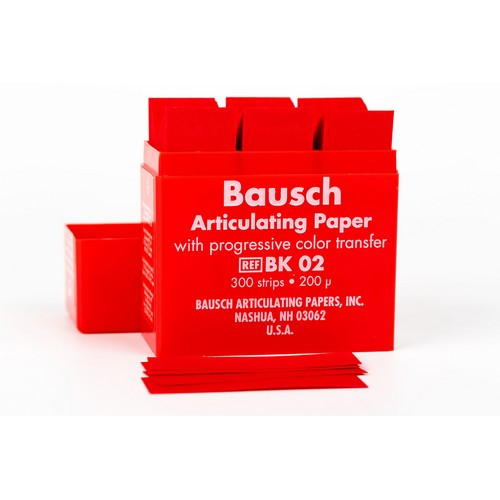 Bausch
Articulating Paper
with progressive color transfer
REF BK 02
300 strips • 200 µ
BAUSCH ARTICULATING PAPERS, INC.
NASHUA, NH 03062
U.S.A.